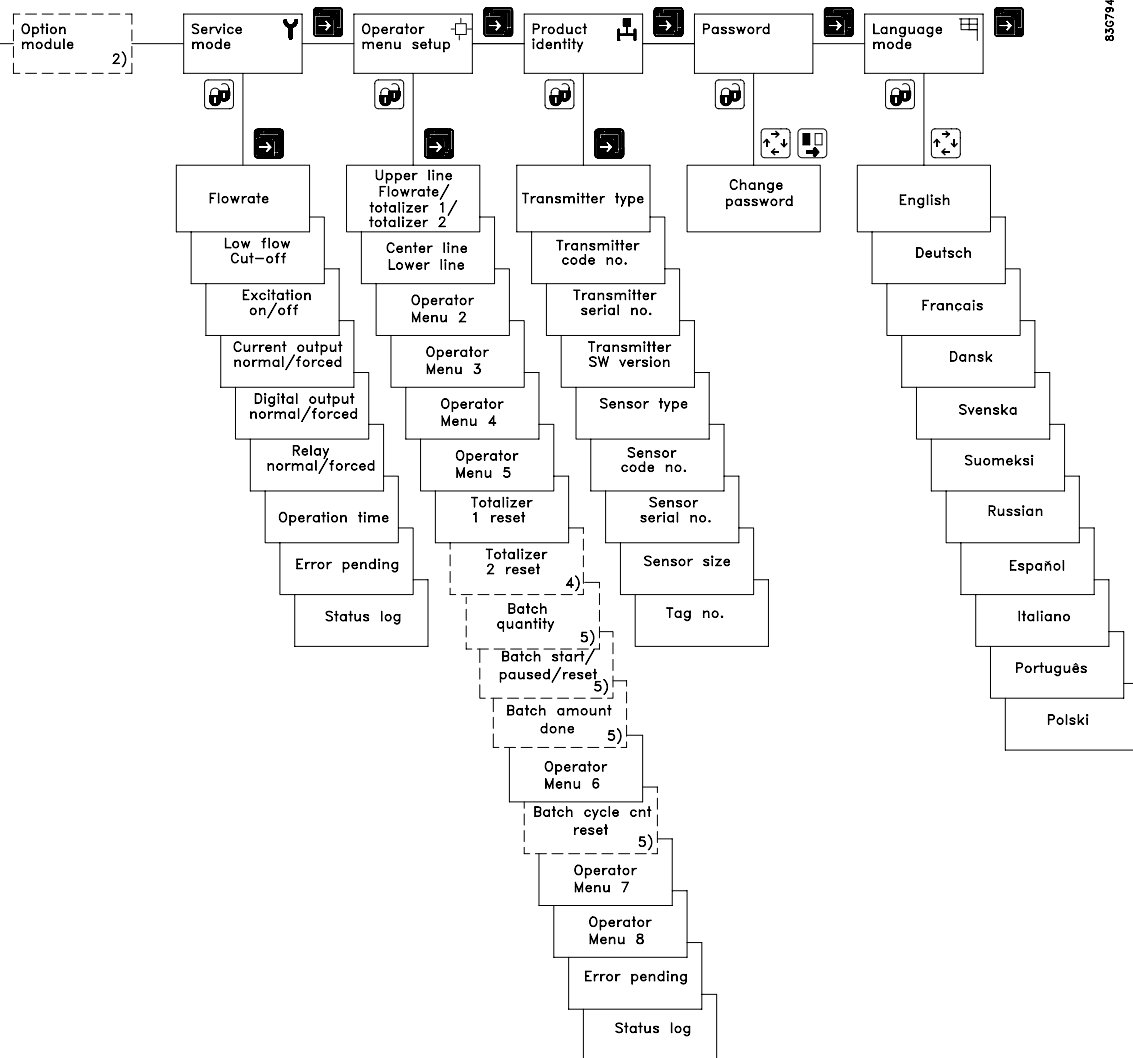 Option
module
2)
Service
mode
Operator
menu setup
Product
identity
Password
Language
mode
83G794
Flowrate
Low flow
Cut-off
Excitation
on/off
Current output
normal/forced
Digital output
normal/forced
Relay
normal/forced
Operation time
Error pending
Status log
Upper line
Flowrate/
totalizer 1/
totalizer 2
Center line
Lower line
Operator
Menu 2
Operator
Menu 3
Operator
Menu 4
Operator
Menu 5
Totalizer
1 reset
Totalizer
2 reset
4)
Batch
quantity
5)
Batch start/
paused/reset
5)
Batch amount
done
5)
Operator
Menu 6
Batch cycle cnt
reset
5)
Operator
Menu 7
Operator
Menu 8
Error pending
Status log
Transmitter type
Transmitter
code no.
Transmitter
serial no.
Transmitter
SW version
Sensor type
Sensor
code no.
Sensor
serial no.
Sensor size
Tag no.
Change
password
English
Deutsch
Francais
Dansk
Svenska
Suomeksi
Russian
Español
Italiano
Português
Polski